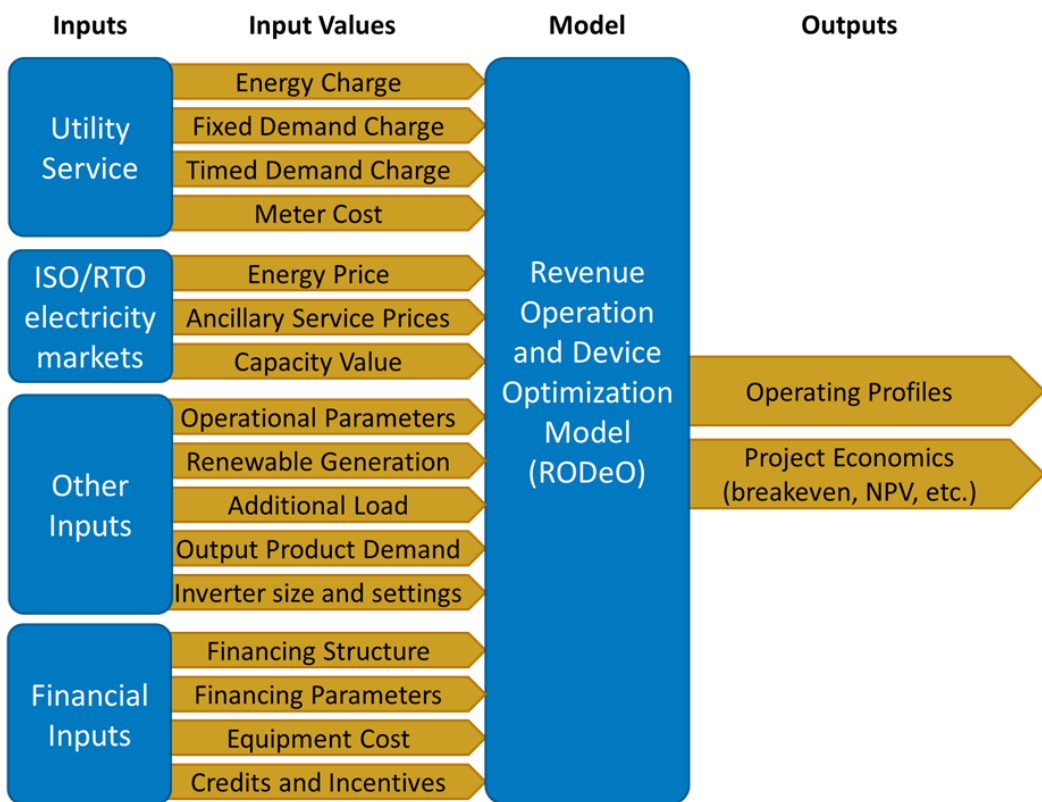 Inputs
Input Values
Model
Outputs
Utility
Service
Energy Charge
Fixed Demand Charge
Timed Demand Charge
Meter Cost
ISO/RTO
electricity
markets
Energy Price
Ancillary Service Prices
Capacity Value
Other
Inputs
Operational Parameters
Renewable Generation
Additional Load
Output Product Demand
Inverter size and settings
Financial
Inputs
Financing Structure
Financing Parameters
Equipment Cost
Credits and Incentives
Revenue
Operation
and Device
Optimization
Model
(RODeO)
Operating Profiles
Project Economics
(breakeven, NPV, etc.)